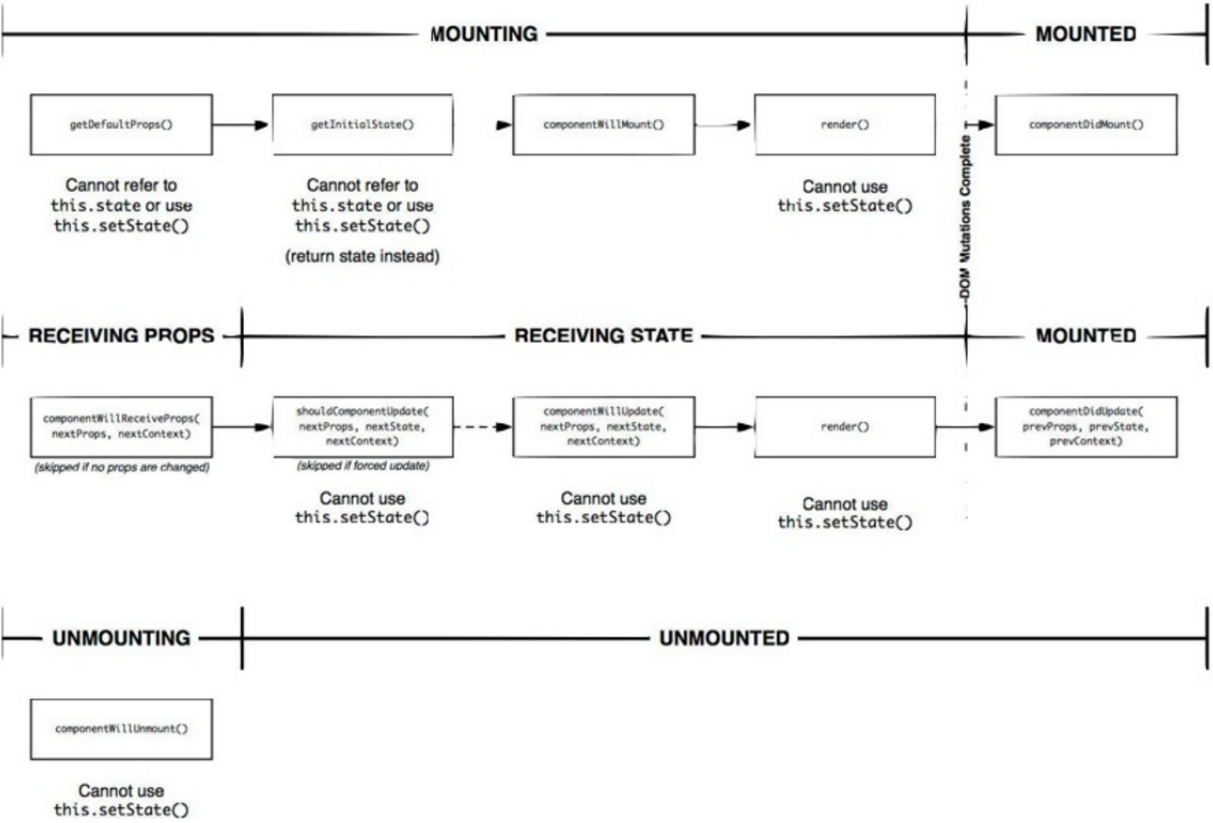 MOUNTING
MOUNTED
getDefaultProps()
getInitialState()
componentWillMount()
render()
componentDidMount()
Cannot refer to
this.state or use
this.setState()
Cannot refer to
this.state or use
this.setState()
(return state instead)
Cannot use
this.setState()
DOM Mutations Complete
RECEIVING PROPS
RECEIVING STATE
MOUNTED
componentWillReceiveProps(
nextProps, nextContext)
(skipped if no props are changed)
shouldComponentUpdate(
nextProps, nextState,
nextContext)
(skipped if forced update)
componentWillUpdate(
nextProps, nextState,
nextContext)
render()
componentDidUpdate(
prevProps, prevState,
prevContext)
Cannot use
this.setState()
Cannot use
this.setState()
Cannot use
this.setState()
UNMOUNTING
UNMOUNTED
componentWillUnmount()
Cannot use
this.setState()